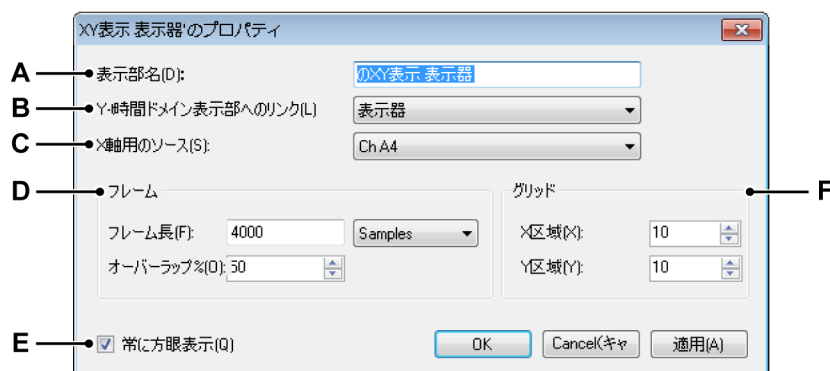 XY表示 表示器'のプロパティ
A 表示部名(D): のXY表示 表示器
B Y-時間ドメイン表示部へのリンク(L) 表示器
C X軸用のソース(S): Ch A4
D フレーム グリッド F
フレーム長(F): 4000 Samples X区域(X): 10
オーバーラップ%(O): 50 Y区域(Y): 10
E 常に方眼表示(Q) OK Cancel(キャ 適用(A)